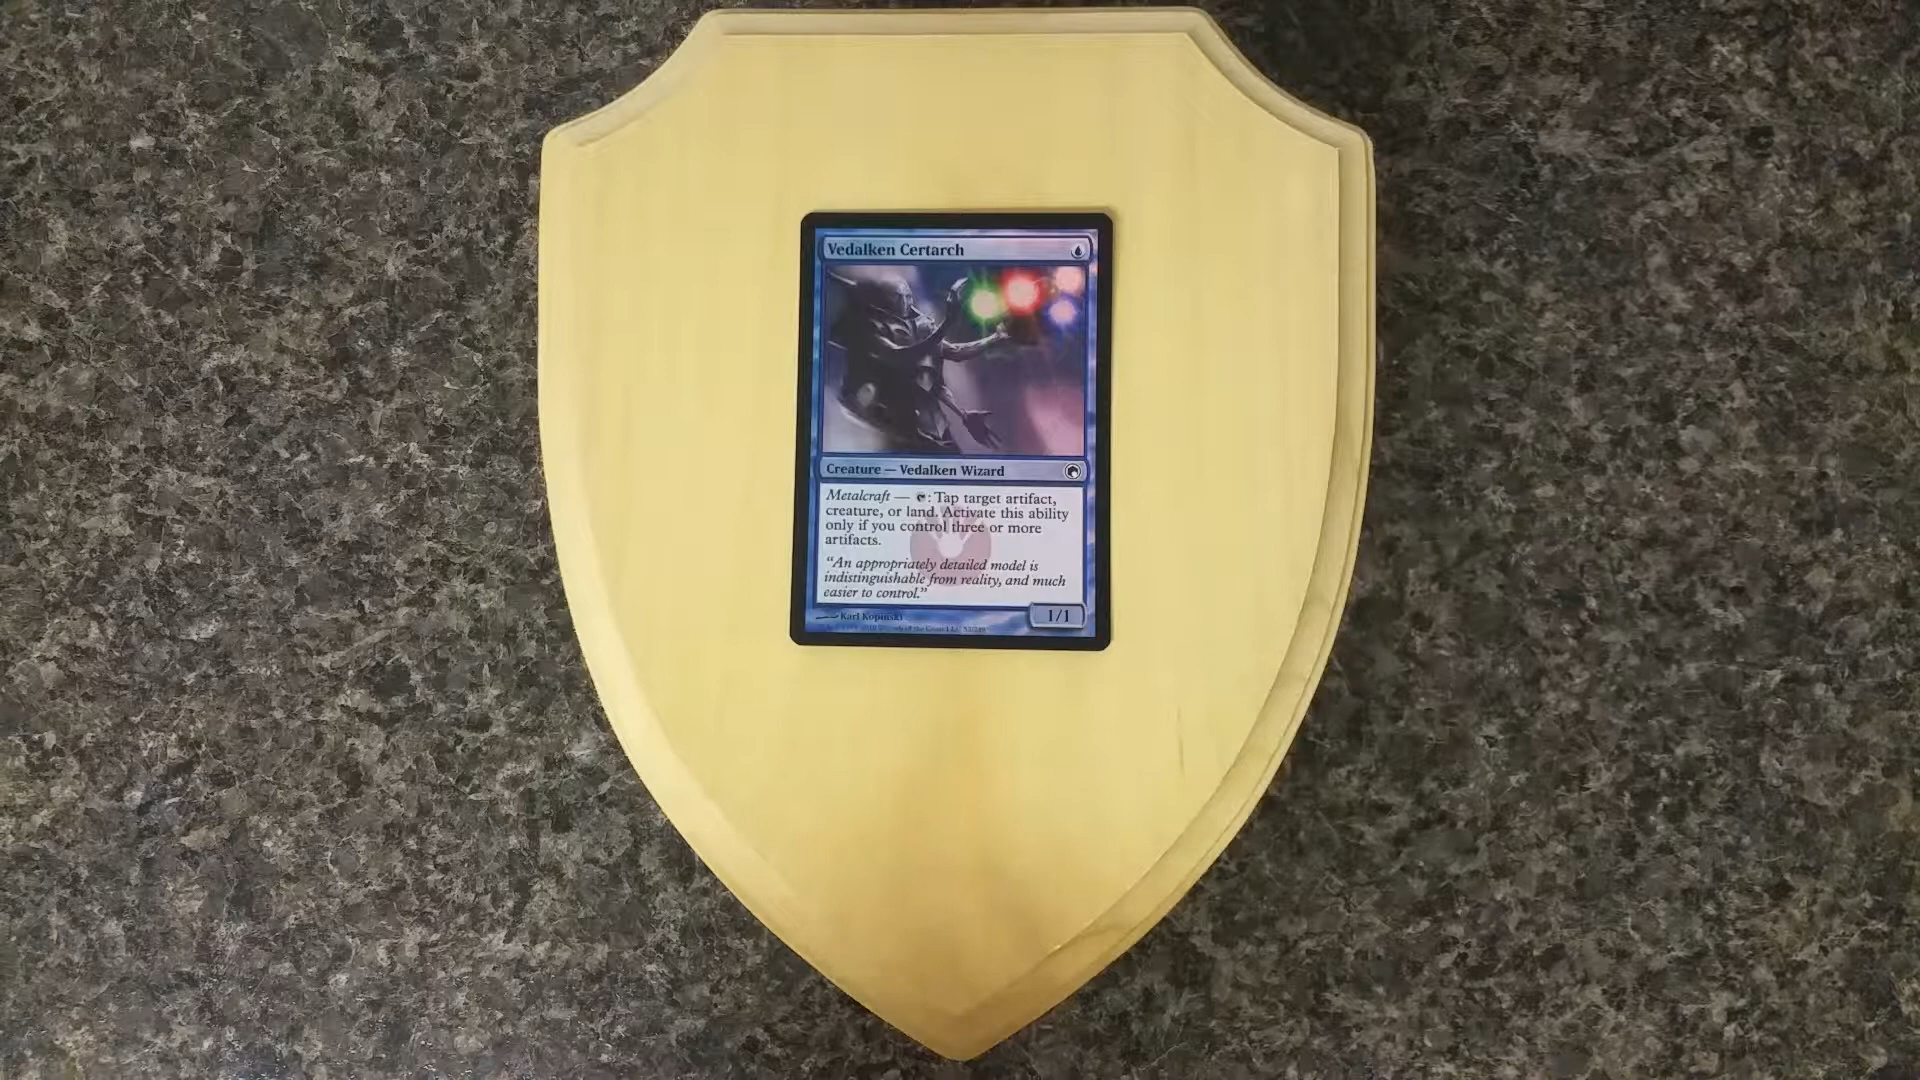 Vedalken Certarch
Creature — Vedalken Wizard
Metalcraft — : Tap target artifact,
creature, or land. Activate this ability
only if you control three or more
artifacts.
“An appropriately detailed model is
indistinguishable from reality, and much
easier to control.”
1/1
Karl Kopinski